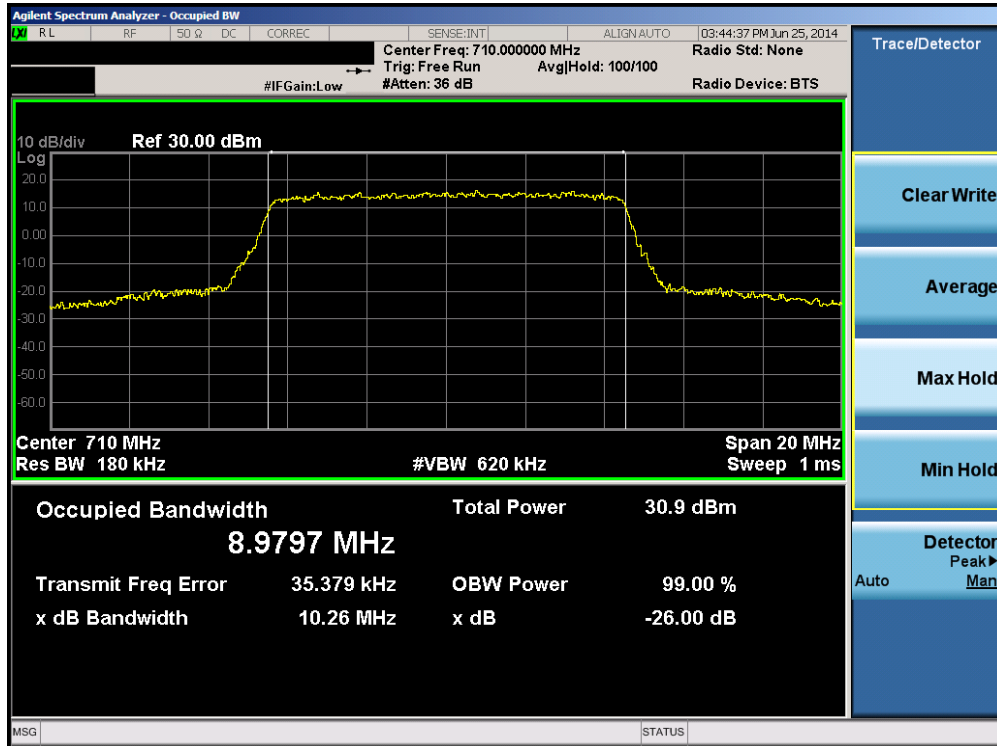 Agilent Spectrum Analyzer - Occupied BW
LXI RL RF 50 Ω DC CORREC SENSE:INT ALIGN AUTO 03:44:37 PM Jun 25, 2014
Center Freq: 710.000000 MHz Radio Std: None
Trig: Free Run Avg|Hold: 100/100
#IFGain:Low #Atten: 36 dB Radio Device: BTS
10 dB/div Ref 30.00 dBm
Log
20.0
10.0
0.00
-10.0
-20.0
-30.0
-40.0
-50.0
-60.0
Center 710 MHz Span 20 MHz
Res BW 180 kHz #VBW 620 kHz Sweep 1 ms
Occupied Bandwidth Total Power 30.9 dBm
8.9797 MHz
Transmit Freq Error 35.379 kHz OBW Power 99.00 %
x dB Bandwidth 10.26 MHz x dB -26.00 dB
MSG STATUS
Trace/Detector
Clear Write
Average
Max Hold
Min Hold
Detector
Peak▶
Auto Man